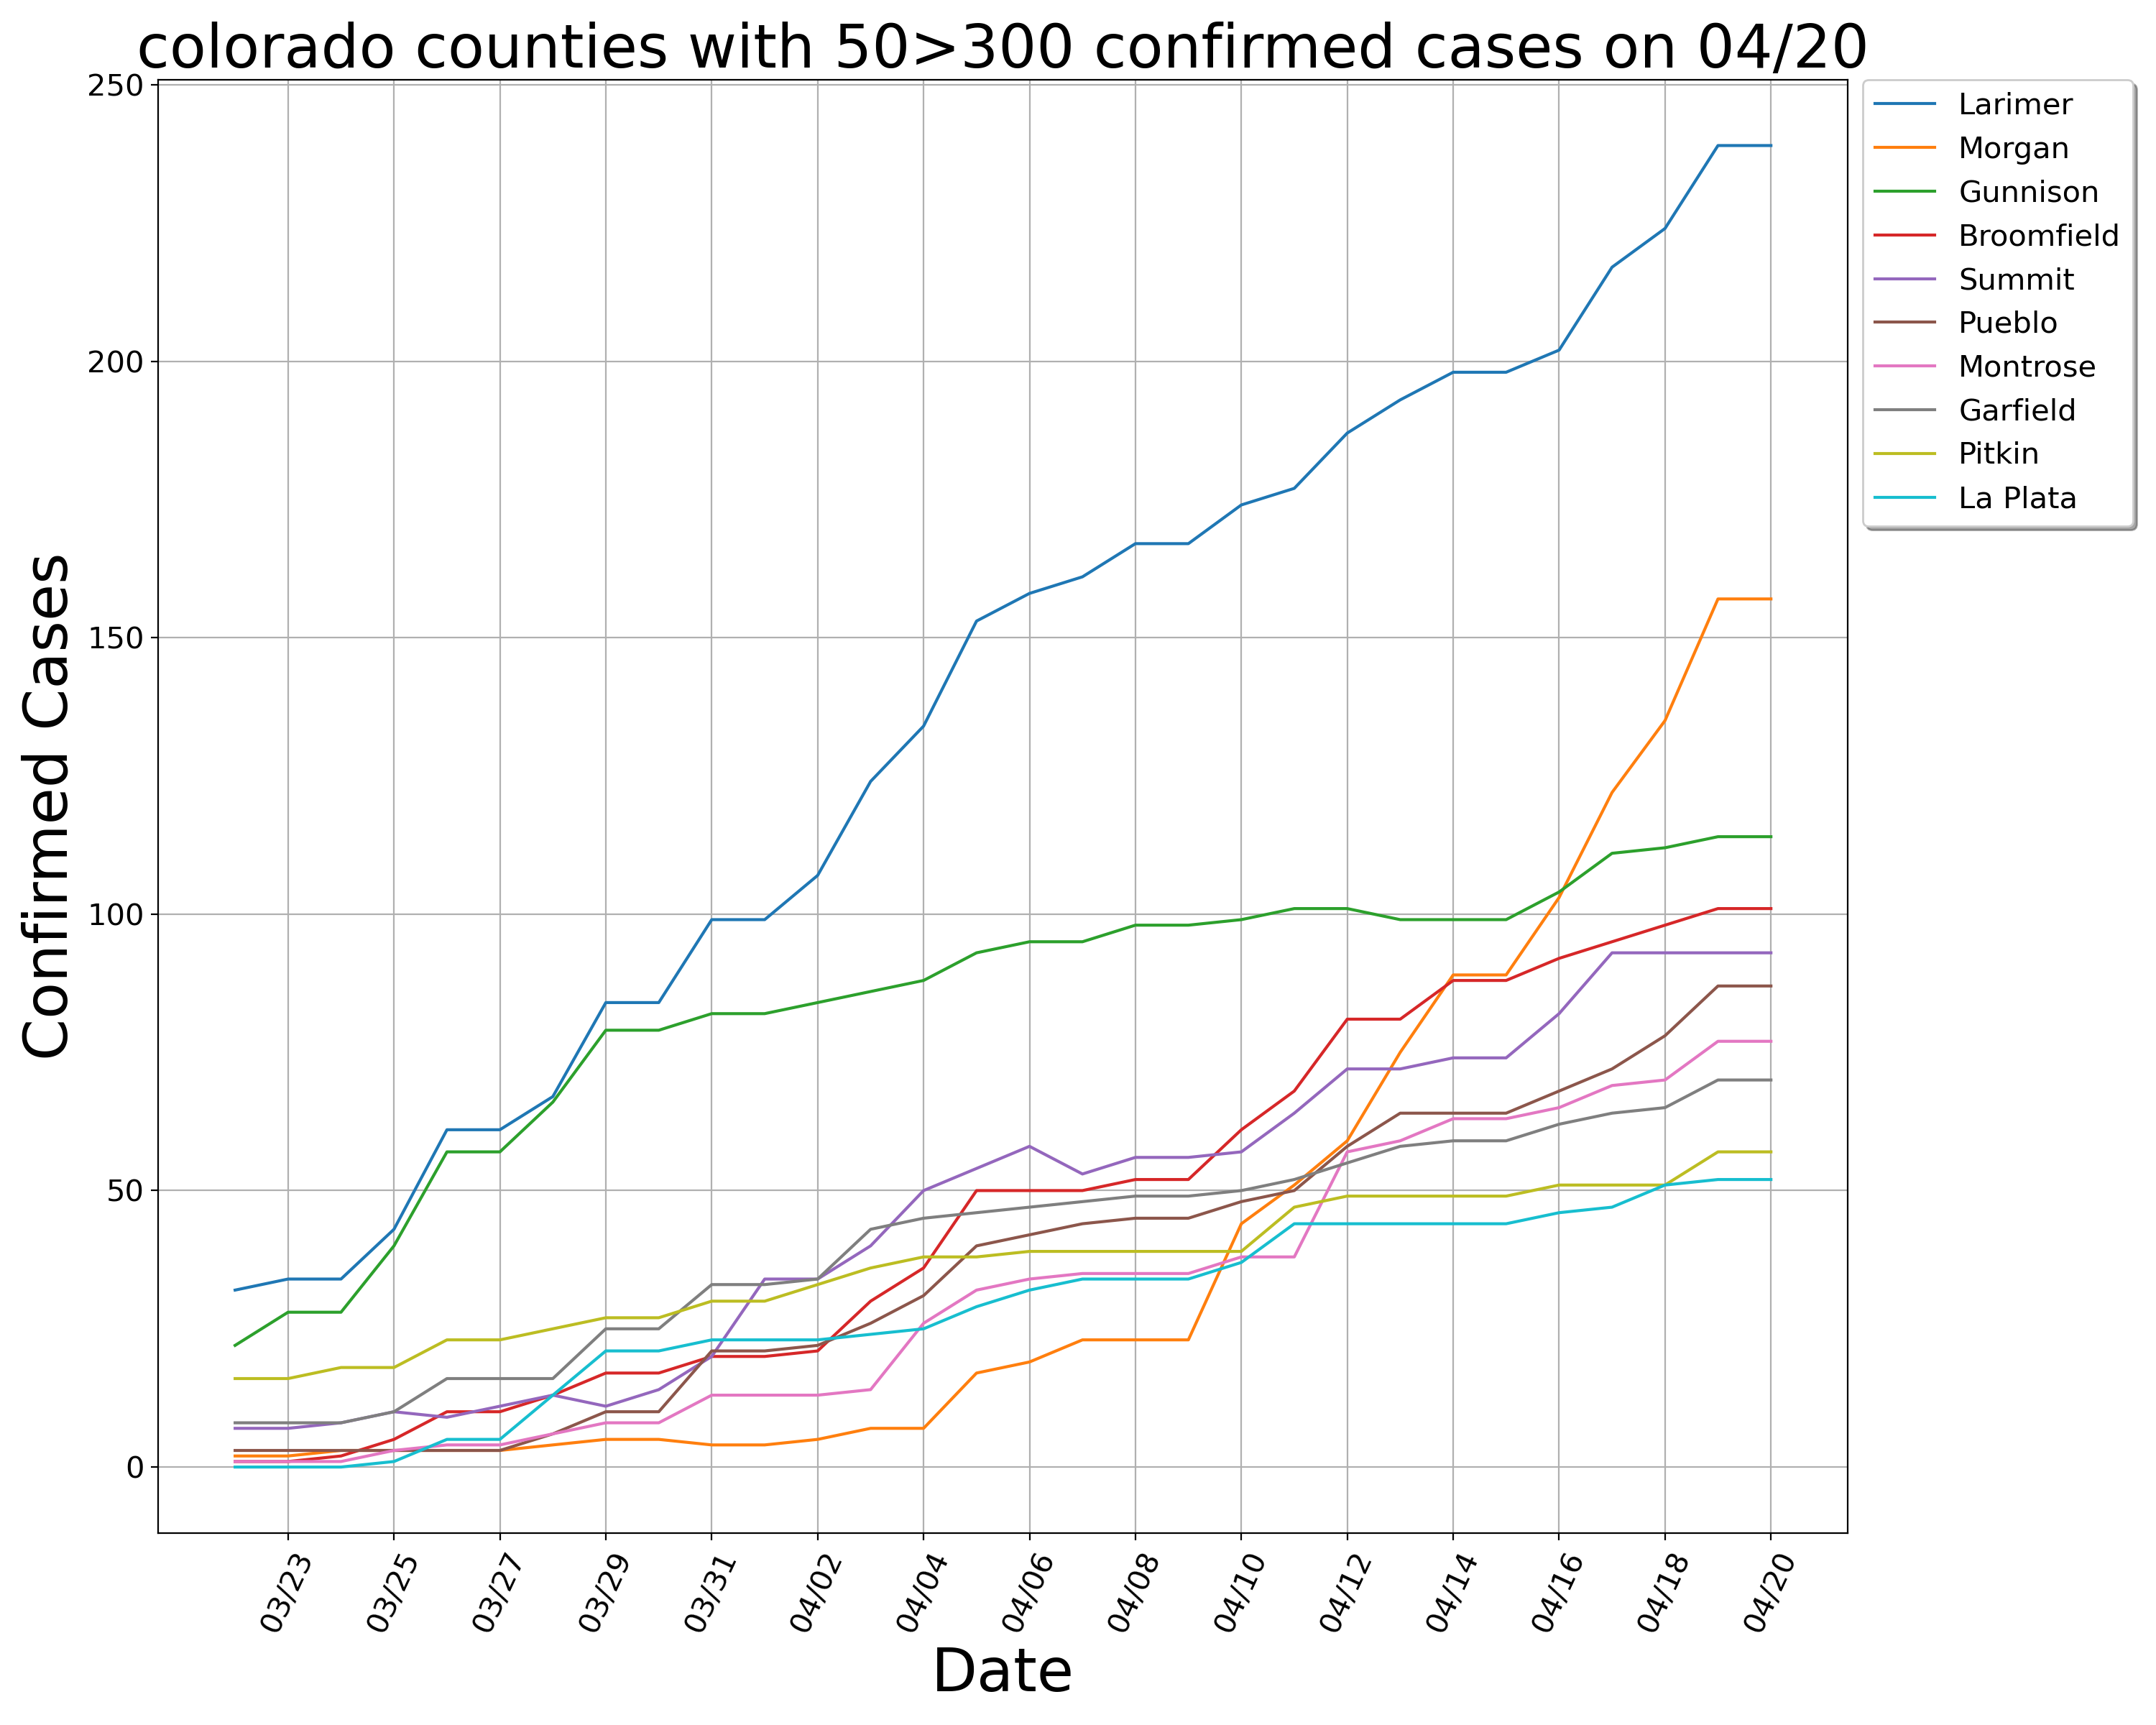 colorado counties with 50>300 confirmed cases on 04/20
250
200
150
100
50
0
Confirmed Cases
03/23
03/25
03/27
03/29
03/31
04/02
04/04
04/06
04/08
04/10
04/12
04/14
04/16
04/18
04/20
Date
Larimer
Morgan
Gunnison
Broomfield
Summit
Pueblo
Montrose
Garfield
Pitkin
La Plata